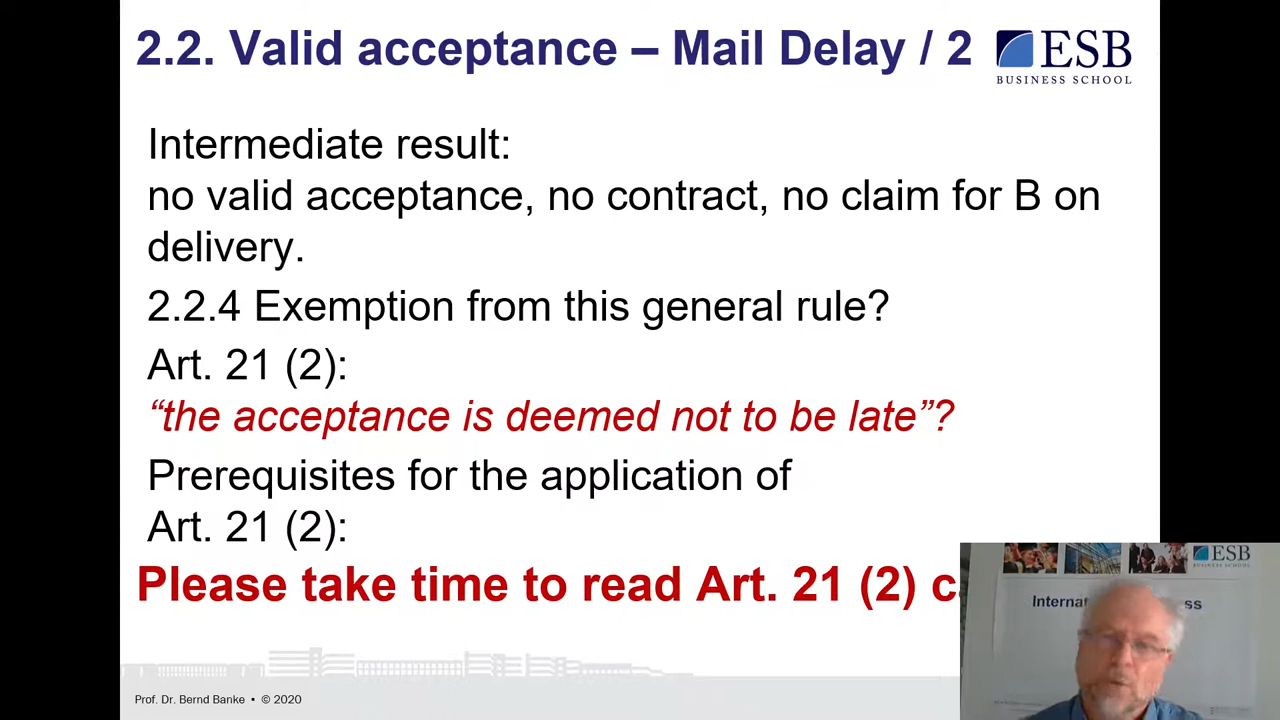 2.2. Valid acceptance – Mail Delay / 2
ESB
BUSINESS SCHOOL
Intermediate result:
no valid acceptance, no contract, no claim for B on
delivery.
2.2.4 Exemption from this general rule?
Art. 21 (2):
“the acceptance is deemed not to be late”?
Prerequisites for the application of
Art. 21 (2):
Please take time to read Art. 21 (2)
ESB
BUSINESS SCHOOL
Prof. Dr. Bernd Banke • © 2020